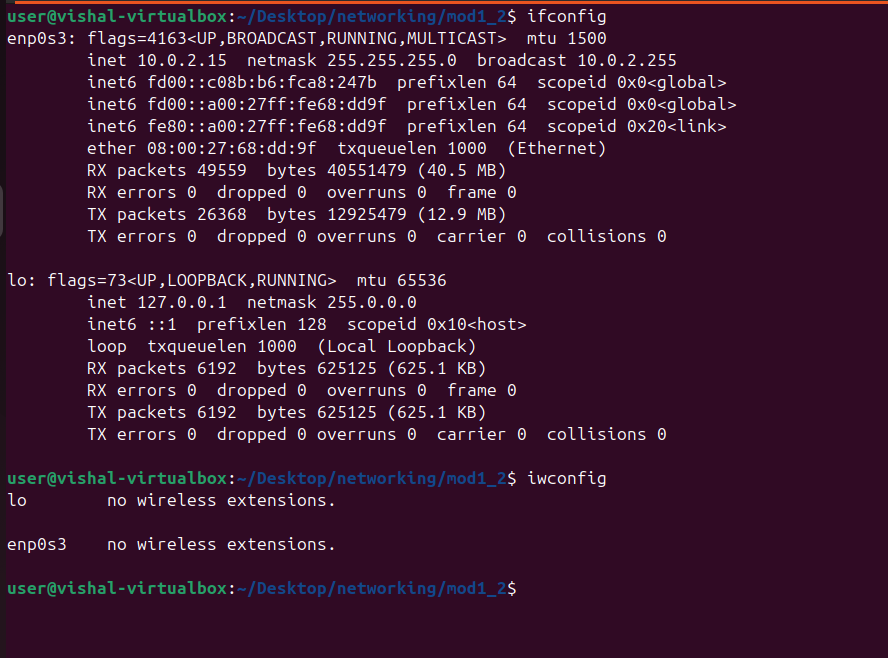 user@vishal-virtualbox:~/Desktop/networking/mod1_2$ ifconfig
enp0s3: flags=4163<UP,BROADCAST,RUNNING,MULTICAST>  mtu 1500
        inet 10.0.2.15  netmask 255.255.255.0  broadcast 10.0.2.255
        inet6 fd00::c08b:b6:fca8:247b  prefixlen 64  scopeid 0x0<global>
        inet6 fd00::a00:27ff:fe68:dd9f  prefixlen 64  scopeid 0x0<global>
        inet6 fe80::a00:27ff:fe68:dd9f  prefixlen 64  scopeid 0x20<link>
        ether 08:00:27:68:dd:9f  txqueuelen 1000  (Ethernet)
        RX packets 49559  bytes 40551479 (40.5 MB)
        RX errors 0  dropped 0  overruns 0  frame 0
        TX packets 26368  bytes 12925479 (12.9 MB)
        TX errors 0  dropped 0 overruns 0  carrier 0  collisions 0

lo: flags=73<UP,LOOPBACK,RUNNING>  mtu 65536
        inet 127.0.0.1  netmask 255.0.0.0
        inet6 ::1  prefixlen 128  scopeid 0x10<host>
        loop  txqueuelen 1000  (Local Loopback)
        RX packets 6192  bytes 625125 (625.1 KB)
        RX errors 0  dropped 0  overruns 0  frame 0
        TX packets 6192  bytes 625125 (625.1 KB)
        TX errors 0  dropped 0 overruns 0  carrier 0  collisions 0

user@vishal-virtualbox:~/Desktop/networking/mod1_2$ iwconfig
lo        no wireless extensions.

enp0s3    no wireless extensions.

user@vishal-virtualbox:~/Desktop/networking/mod1_2$